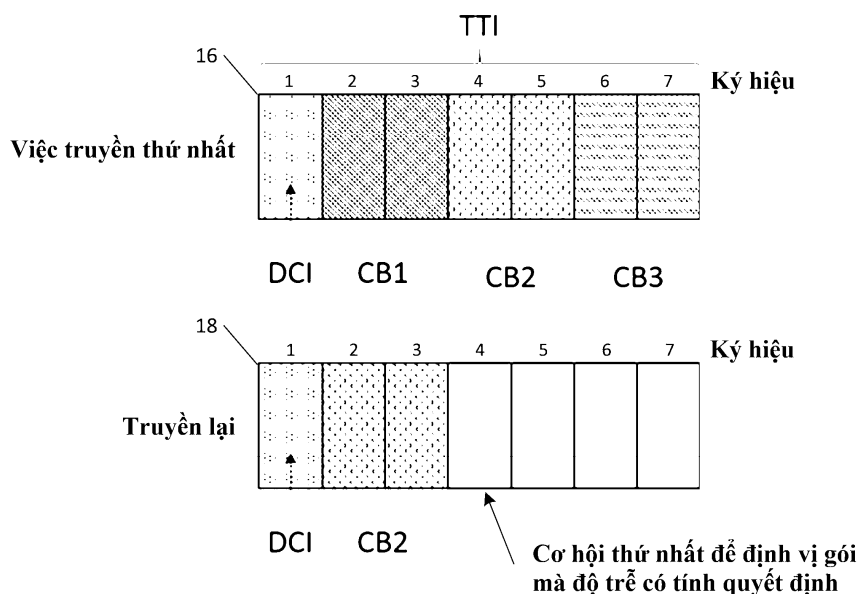 TTI
16
1 2 3 4 5 6 7 Ký hiệu
Việc truyền thứ nhất
DCI CB1 CB2 CB3
18
1 2 3 4 5 6 7 Ký hiệu
Truyền lại
DCI CB2
Cơ hội thứ nhất để định vị gói
mà độ trễ có tính quyết định